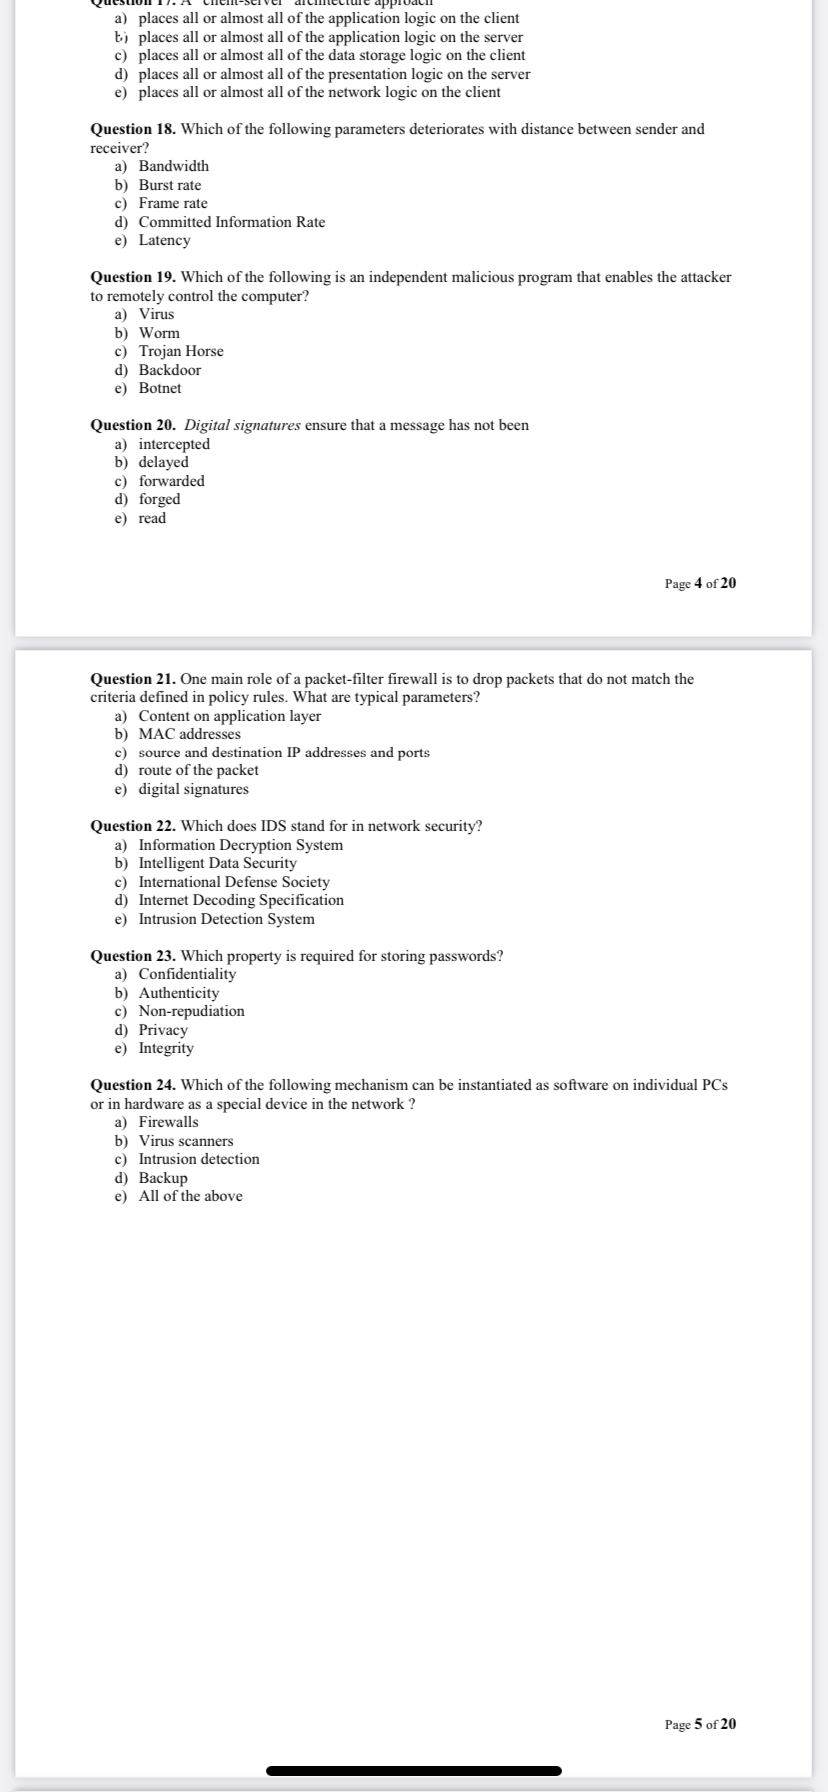 Question 17. A "client-server" architecture approach
a) places all or almost all of the application logic on the client
b) places all or almost all of the application logic on the server
c) places all or almost all of the data storage logic on the client
d) places all or almost all of the presentation logic on the server
e) places all or almost all of the network logic on the client
Question 18. Which of the following parameters deteriorates with distance between sender and
receiver?
a) Bandwidth
b) Burst rate
c) Frame rate
d) Committed Information Rate
e) Latency
Question 19. Which of the following is an independent malicious program that enables the attacker
to remotely control the computer?
a) Virus
b) Worm
c) Trojan Horse
d) Backdoor
e) Botnet
Question 20. Digital signatures ensure that a message has not been
a) intercepted
b) delayed
c) forwarded
d) forged
e) read
Page 4 of 20
Question 21. One main role of a packet-filter firewall is to drop packets that do not match the
criteria defined in policy rules. What are typical parameters?
a) Content on application layer
b) MAC addresses
c) source and destination IP addresses and ports
d) route of the packet
e) digital signatures
Question 22. Which does IDS stand for in network security?
a) Information Decryption System
b) Intelligent Data Security
c) International Defense Society
d) Internet Decoding Specification
e) Intrusion Detection System
Question 23. Which property is required for storing passwords?
a) Confidentiality
b) Authenticity
c) Non-repudiation
d) Privacy
e) Integrity
Question 24. Which of the following mechanism can be instantiated as software on individual PCs
or in hardware as a special device in the network ?
a) Firewalls
b) Virus scanners
c) Intrusion detection
d) Backup
e) All of the above
Page 5 of 20